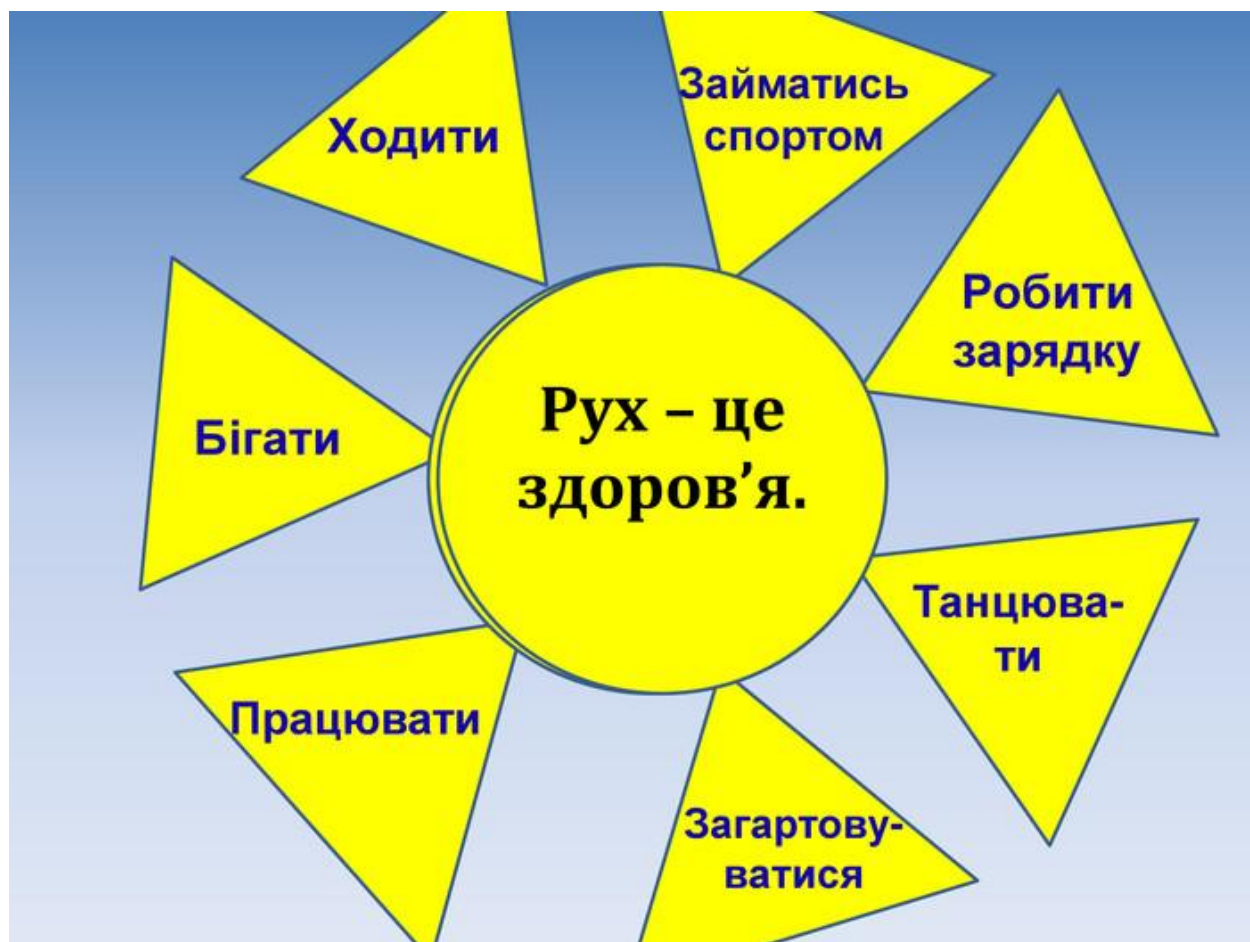 Ходити
Займатись
спортом
Робити
зарядку
Бігати
Рух – це
здоров’я.
Танцюва-
ти
Працювати
Загартову-
ватися